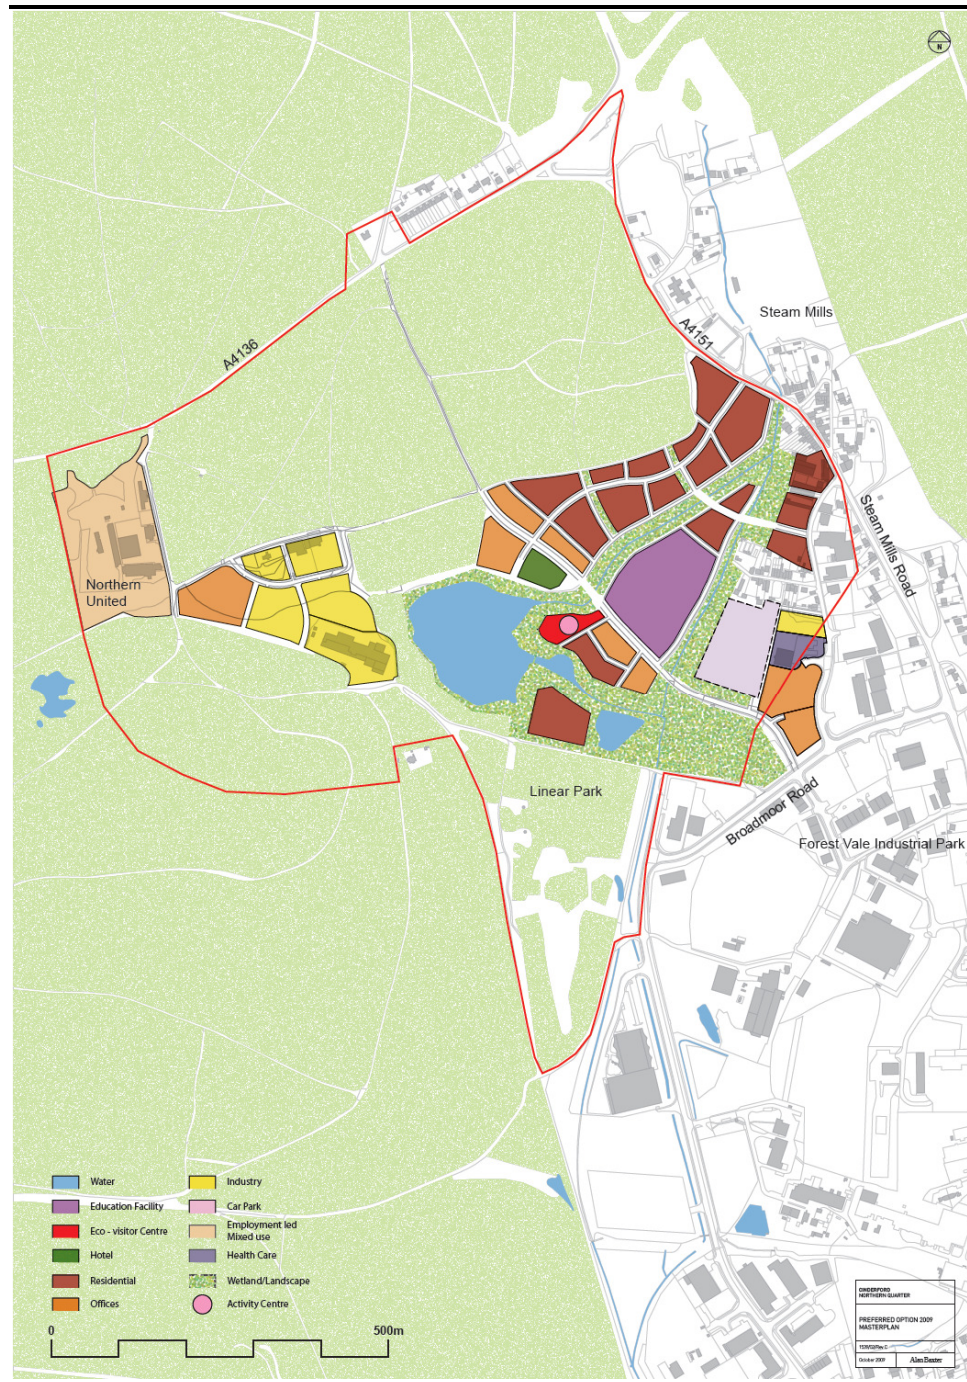 N
Steam Mills
A4151
A4136
Steam Mills Road
Northern
United
Linear Park
Broadmoor Road
Forest Vale Industrial Park
Water
Education Facility
Eco - visitor Centre
Hotel
Residential
Offices
Industry
Car Park
Employment led
Mixed use
Health Care
Wetland/Landscape
Activity Centre
0
500m
CINDERFORD
NORTHERN QUARTER
PREFERRED OPTION 2009
MASTERPLAN
October 2009
Alan Baxter